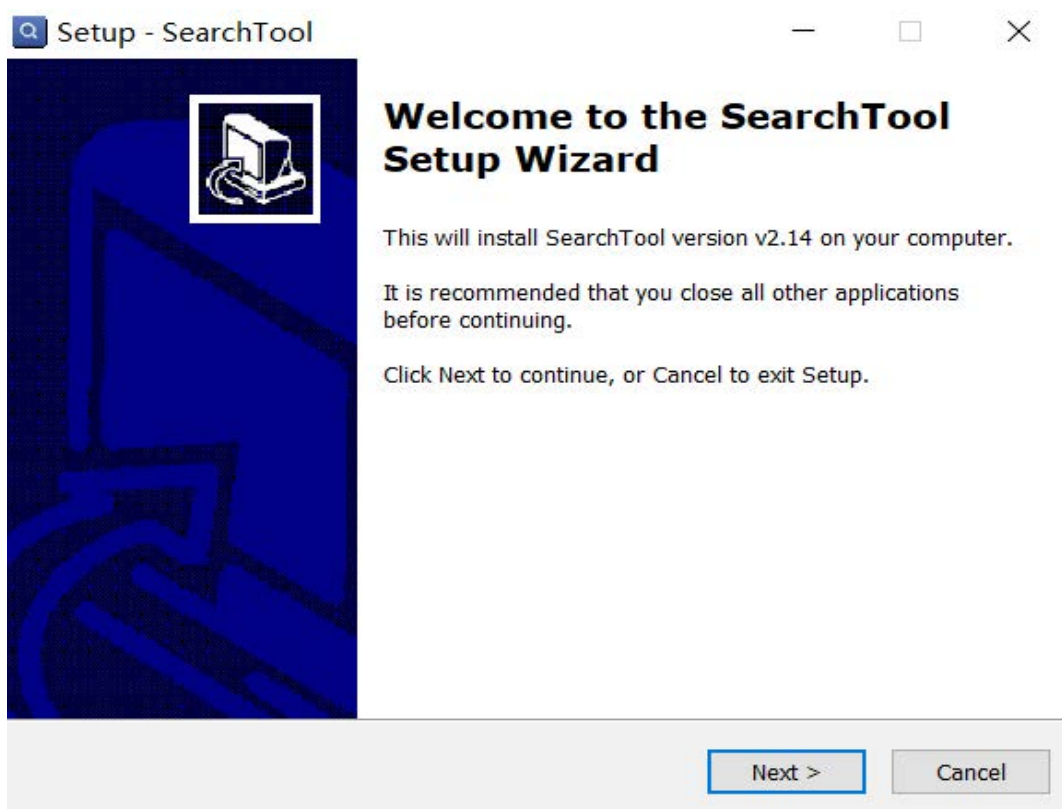 Setup - SearchTool
Welcome to the SearchTool
Setup Wizard
This will install SearchTool version v2.14 on your computer.
It is recommended that you close all other applications
before continuing.
Click Next to continue, or Cancel to exit Setup.
Next >
Cancel